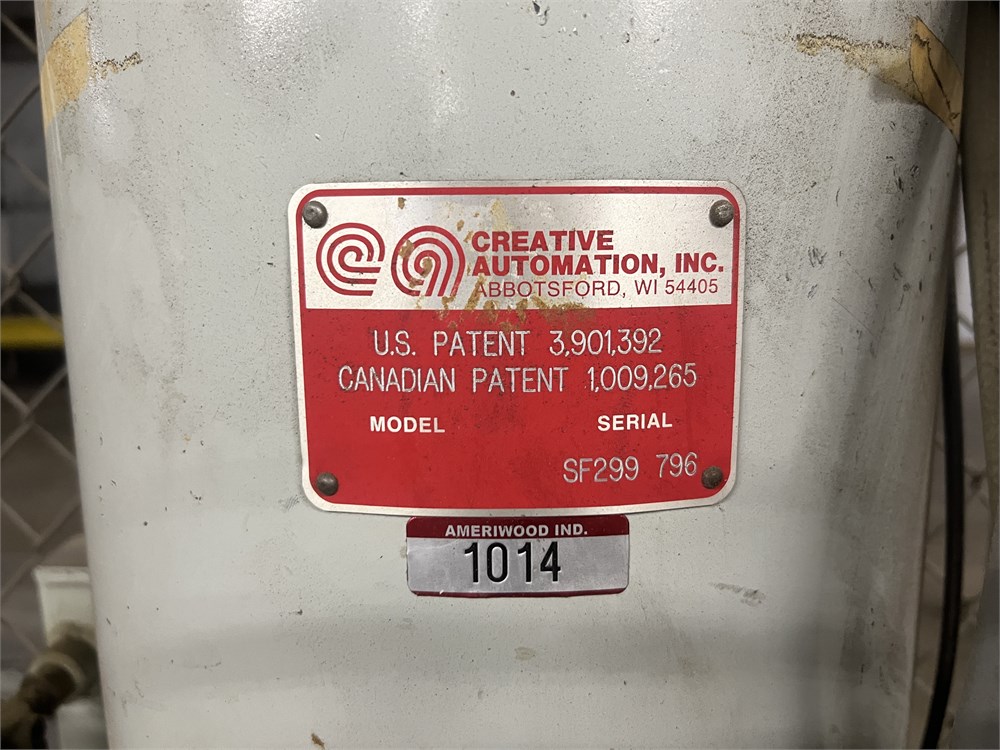 CREATIVE
AUTOMATION, INC.
ABBOTSFORD, WI 54405
U.S. PATENT 3,901,392
CANADIAN PATENT 1,009,265
MODEL SERIAL
SF299 796
AMERIWOOD IND.
1014